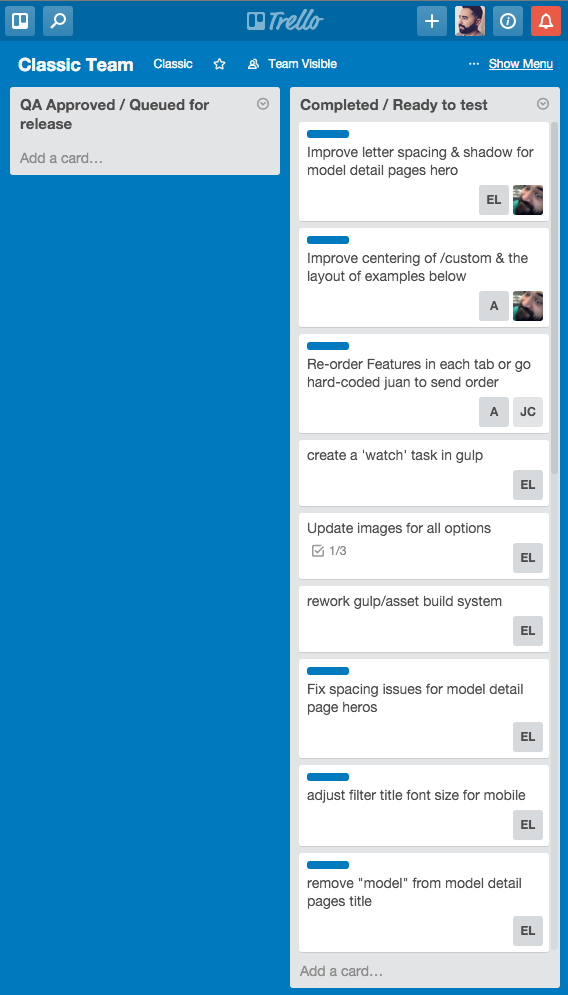 Trello
Classic Team Classic Team Visible ... Show Menu
QA Approved / Queued for
release
Add a card…
Completed / Ready to test
Improve letter spacing & shadow for
model detail pages hero
EL
Improve centering of /custom & the
layout of examples below
A
Re-order Features in each tab or go
hard-coded juan to send order
A JC
create a 'watch' task in gulp
EL
Update images for all options
1/3
EL
rework gulp/asset build system
EL
Fix spacing issues for model detail
page heros
EL
adjust filter title font size for mobile
EL
remove "model" from model detail
pages title
EL
Add a card…